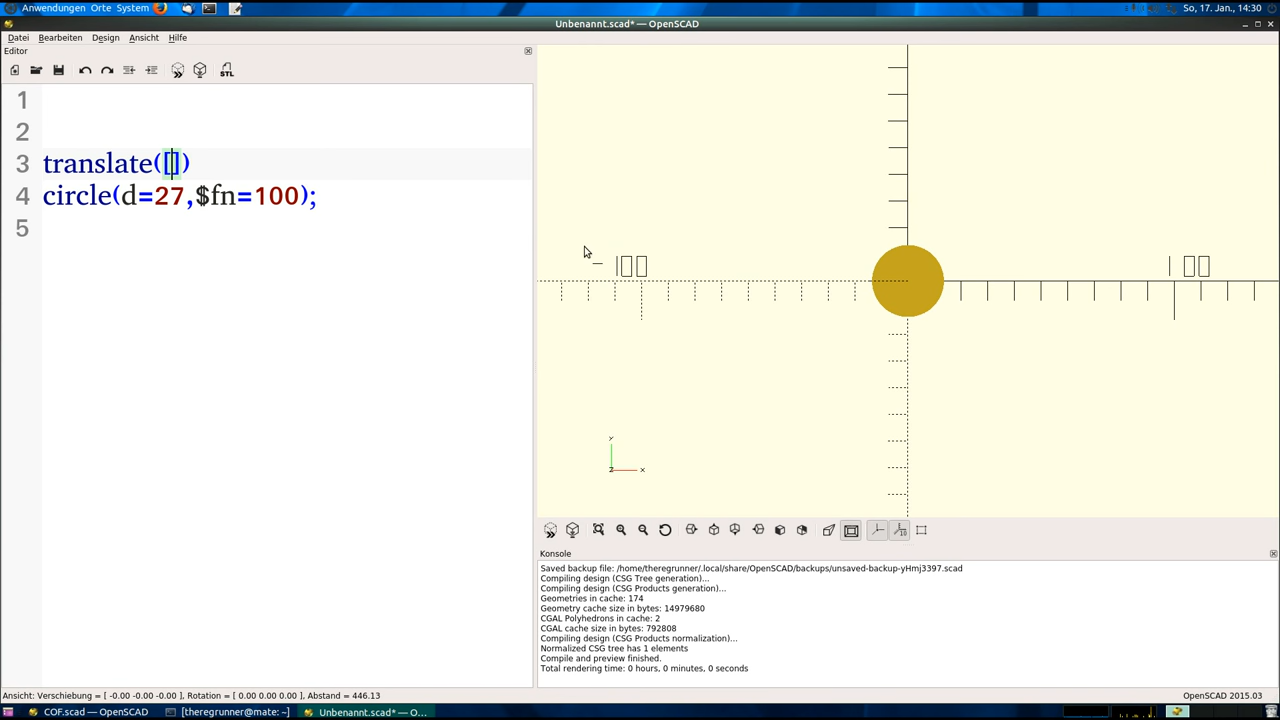 Anwendungen Orte System
So, 17. Jan., 14:30
Unbenannt.scad* — OpenSCAD
Datei Bearbeiten Design Ansicht Hilfe
Editor
STL
1
2
3 translate([])
4 circle(d=27,$fn=100);
5
Y
Z X
10
Konsole
Saved backup file: /home/theregrunner/.local/share/OpenSCAD/backups/unsaved-backup-yHmj3397.scad
Compiling design (CSG Tree generation)...
Compiling design (CSG Products generation)...
Geometries in cache: 174
Geometry cache size in bytes: 14979680
CGAL Polyhedrons in cache: 2
CGAL cache size in bytes: 792808
Compiling design (CSG Products normalization)...
Normalized CSG tree has 1 elements
Compile and preview finished.
Total rendering time: 0 hours, 0 minutes, 0 seconds
Ansicht: Verschiebung = [ -0.00 -0.00 -0.00 ], Rotation = [ 0.00 0.00 0.00 ], Abstand = 446.13
OpenSCAD 2015.03
COF.scad — OpenSCAD
[theregrunner@mate: ~]
Unbenannt.scad* — O...